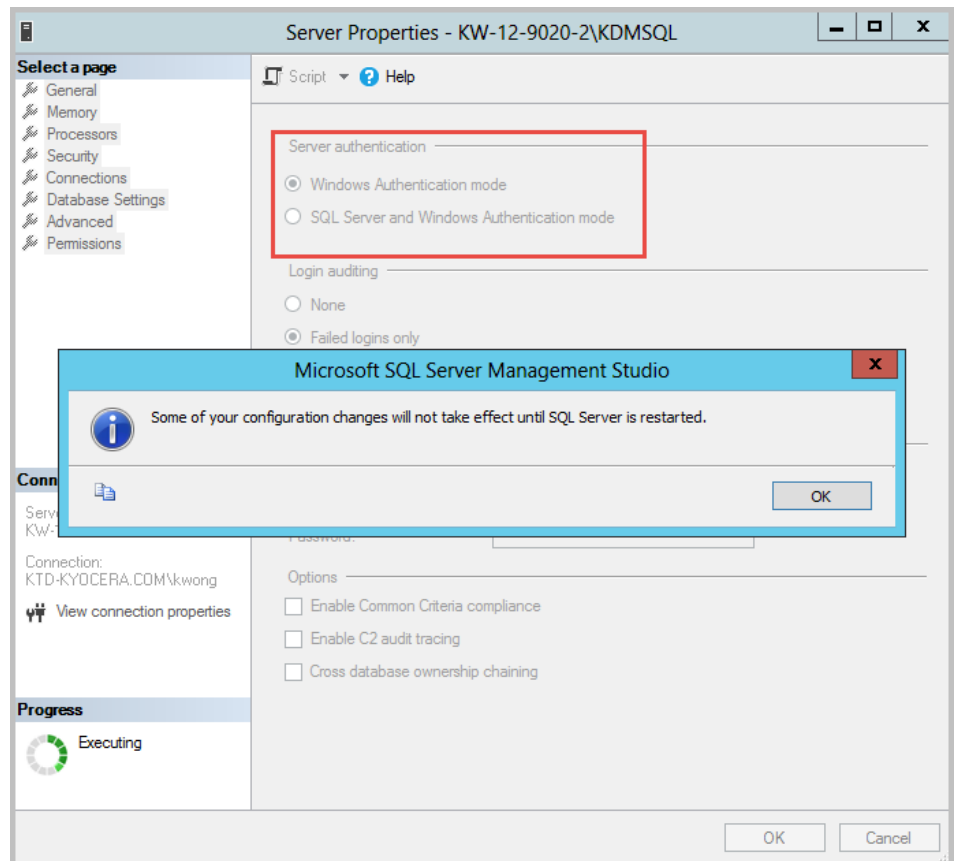 Server Properties - KW-12-9020-2\KDMSQL
Select a page
General
Memory
Processors
Security
Connections
Database Settings
Advanced
Permissions
Script
Help
Server authentication
Windows Authentication mode
SQL Server and Windows Authentication mode
Login auditing
None
Failed logins only
Microsoft SQL Server Management Studio
Some of your configuration changes will not take effect until SQL Server is restarted.
OK
Conn
Serv
KW-1
Connection:
KTD-KYOCERA.COM\kwong
View connection properties
Password:
Options
Enable Common Criteria compliance
Enable C2 audit tracing
Cross database ownership chaining
Progress
Executing
OK
Cancel